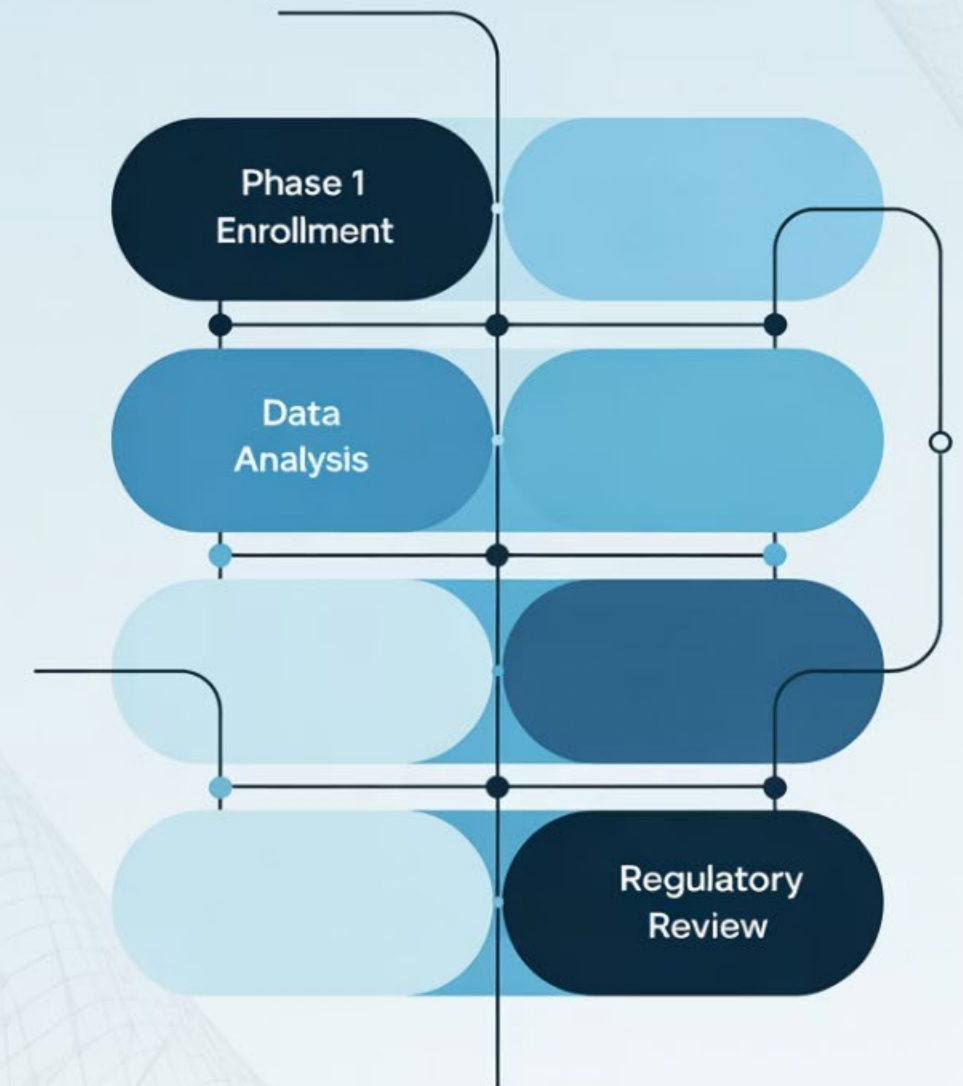 Phase 1
Enrollment
Data
Analysis
Regulatory
Review